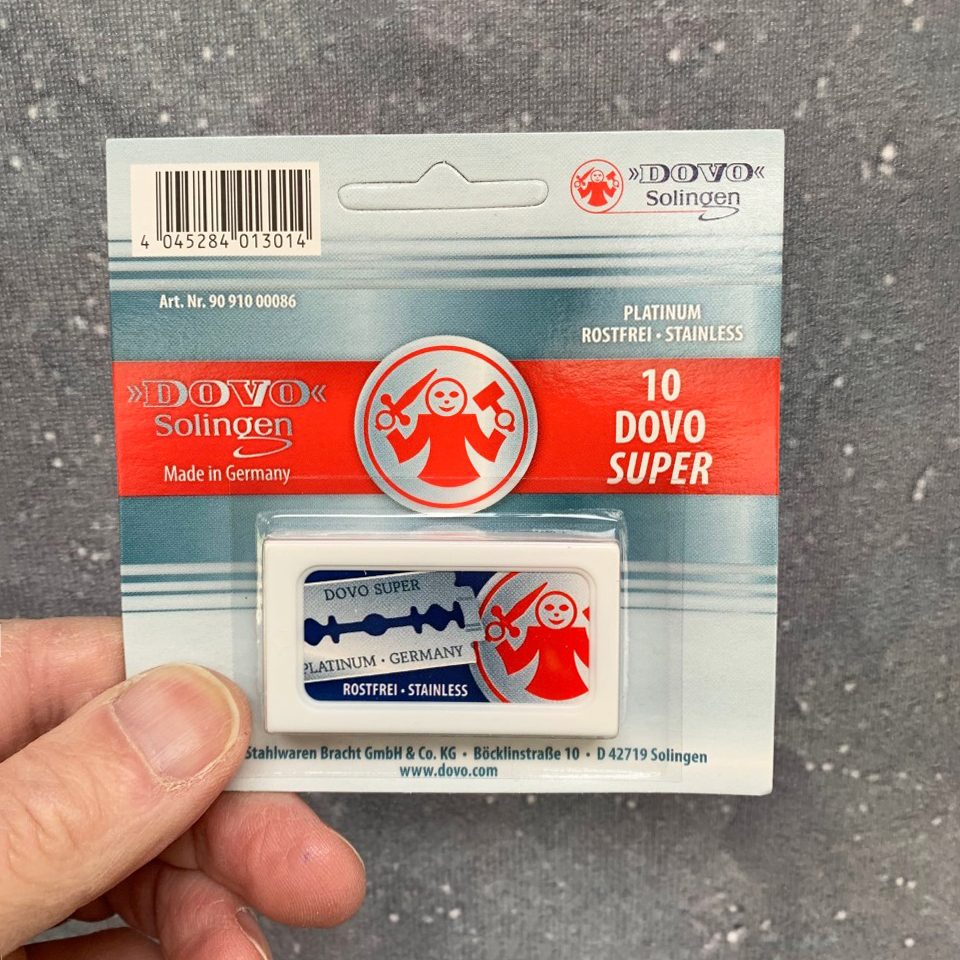 4 045284 013014
»DOVO«
Solingen
Art. Nr. 90 910 00086
PLATINUM
ROSTFREI • STAINLESS
»DOVO«
Solingen
Made in Germany
10
DOVO
SUPER
DOVO SUPER
PLATINUM • GERMANY
ROSTFREI • STAINLESS
Stahlwaren Bracht GmbH & Co. KG • Böcklinstraße 10 • D 42719 Solingen
www.dovo.com